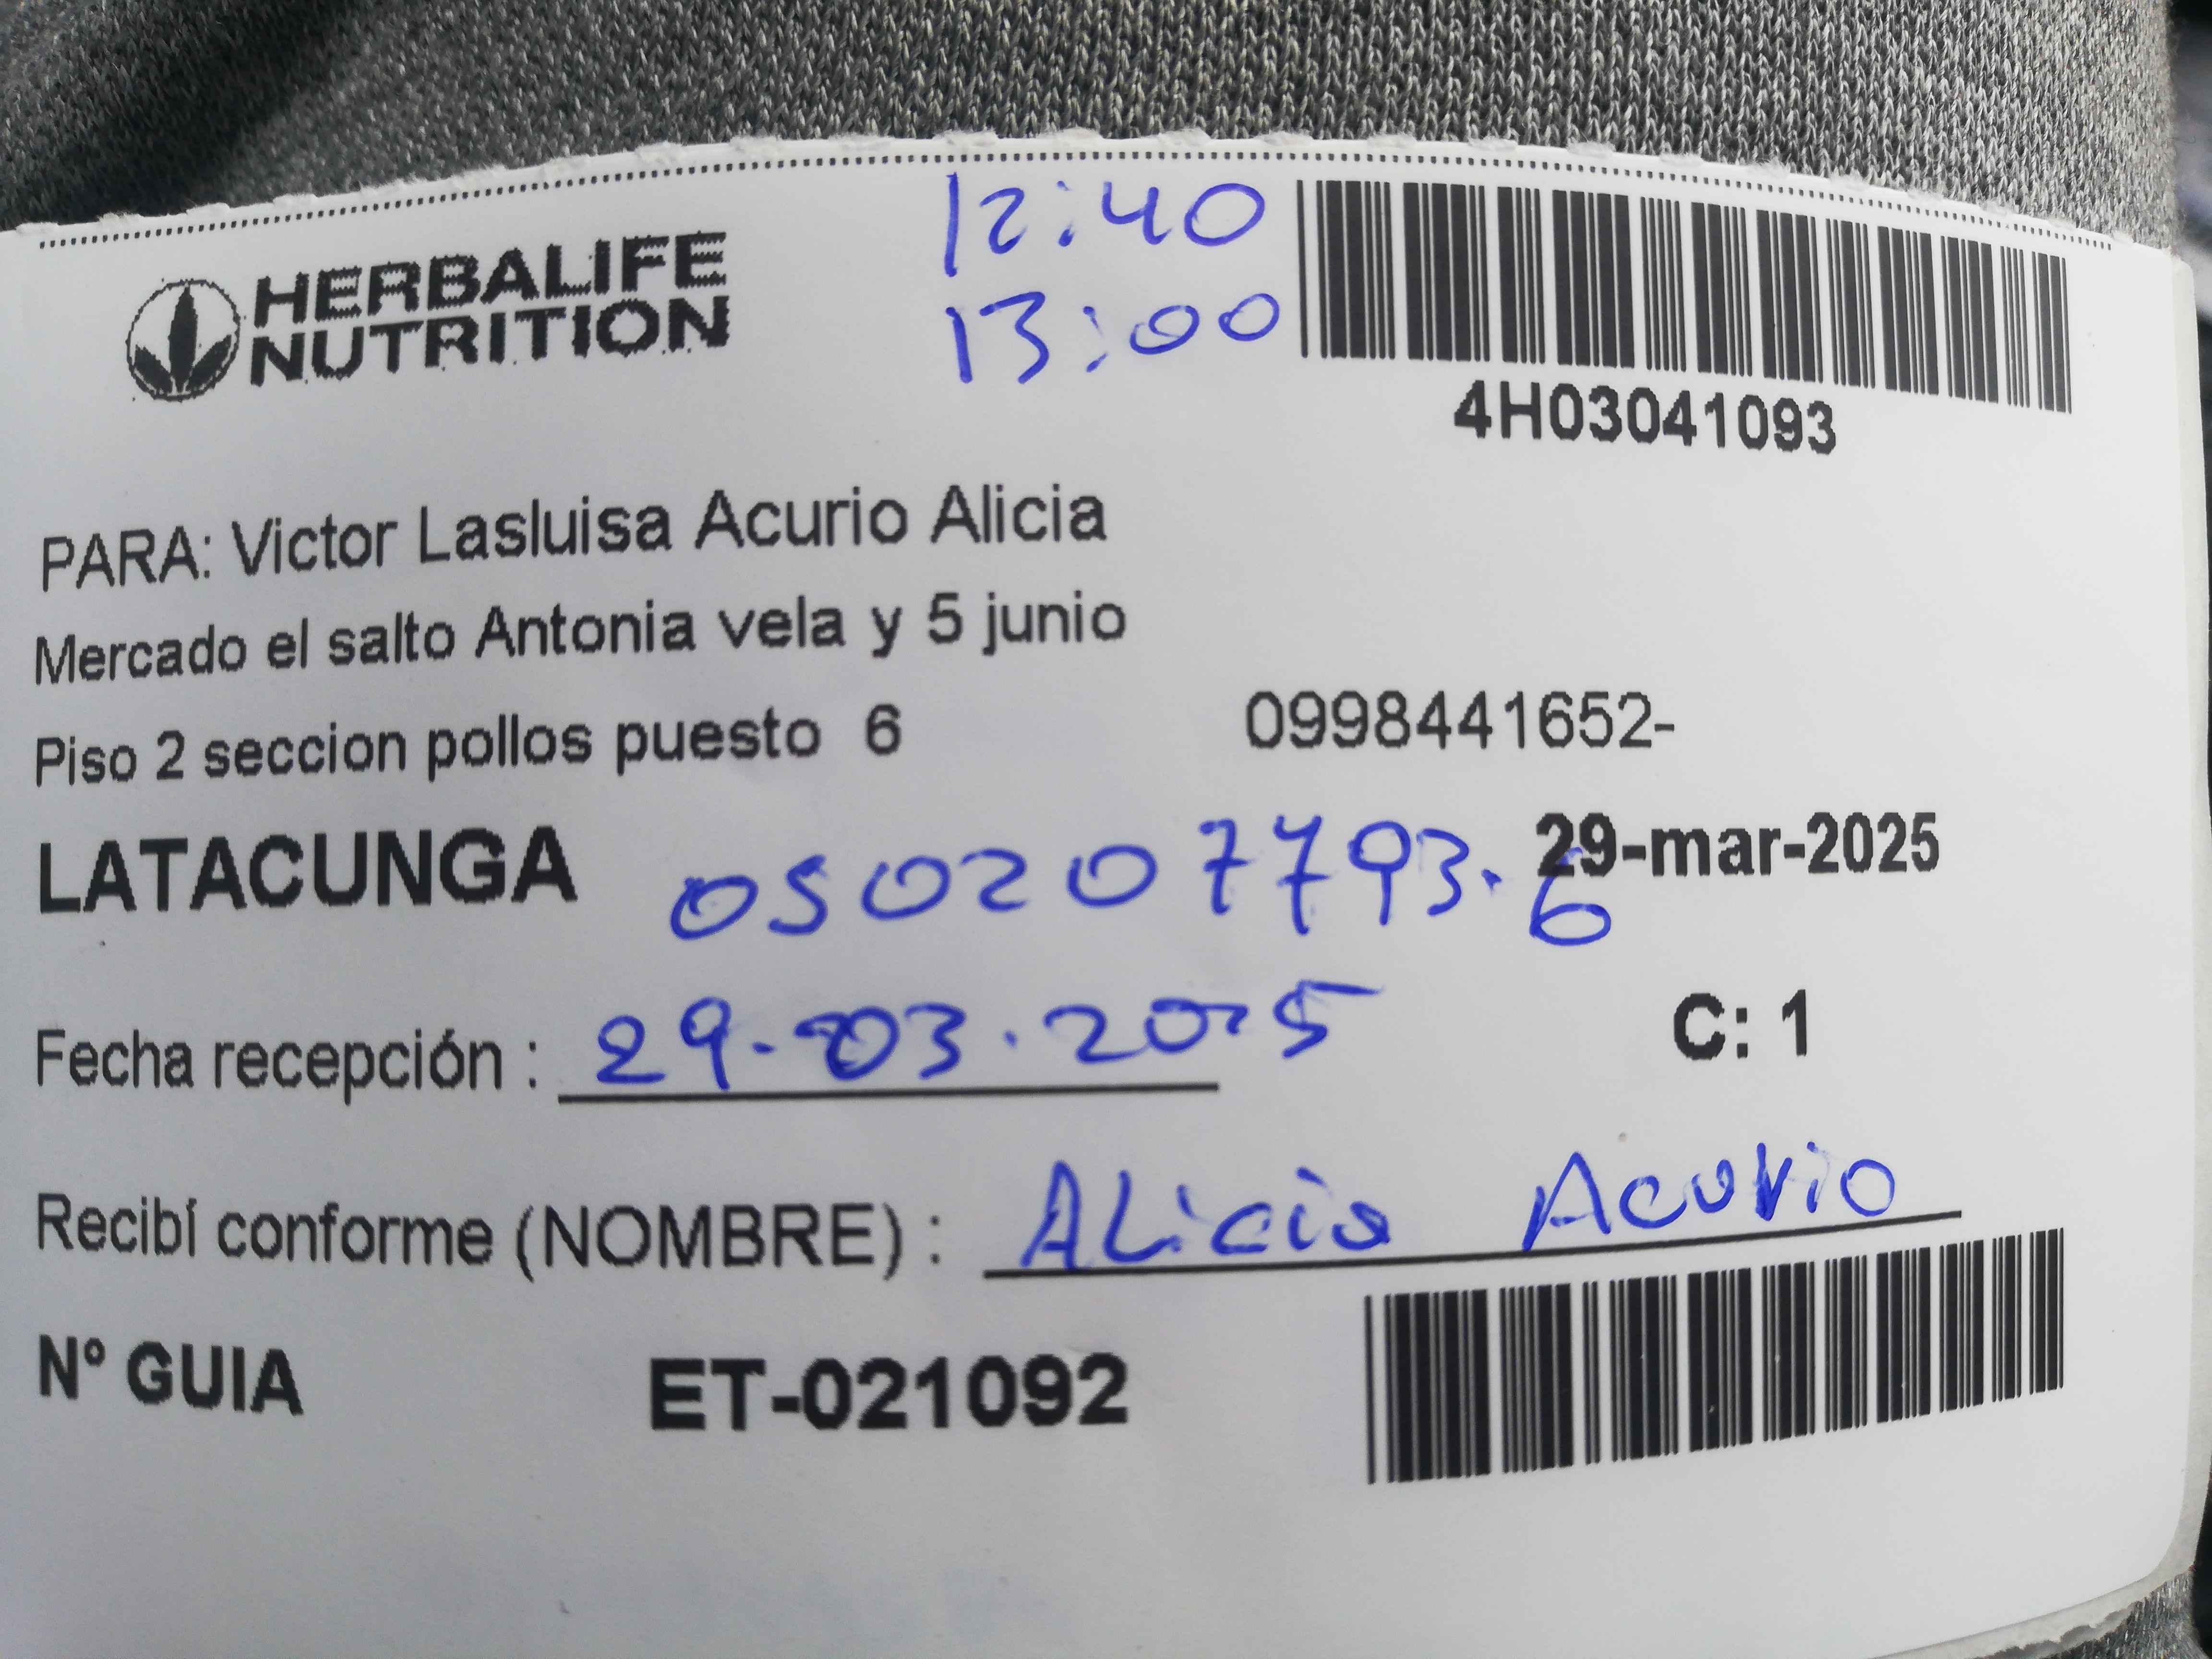 HERBALIFE
NUTRITION
12:40
13:00
4H03041093
PARA: Victor Lasluisa Acurio Alicia
Mercado el salto Antonia vela y 5 junio
Piso 2 seccion pollos puesto 6 0998441652-
LATACUNGA 050207793-6 29-mar-2025
Fecha recepción : 29-03-2025 C: 1
Recibí conforme (NOMBRE) : ALicia Acurio
N° GUIA ET-021092